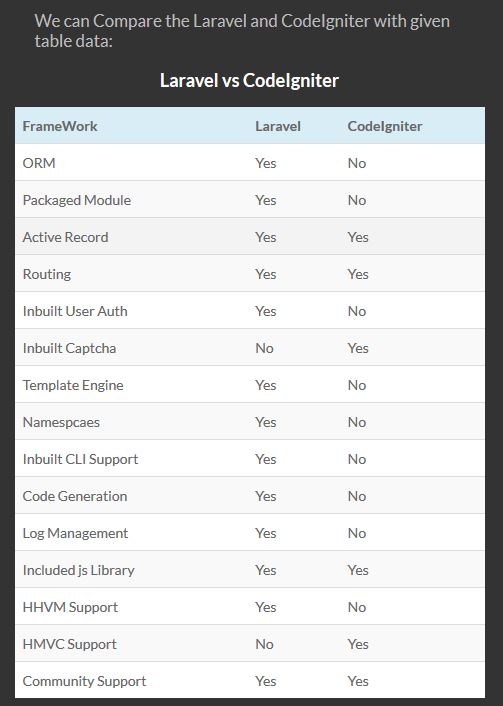 We can Compare the Laravel and CodeIgniter with given
table data:
Laravel vs CodeIgniter
FrameWork Laravel CodeIgniter
ORM Yes No
Packaged Module Yes No
Active Record Yes Yes
Routing Yes Yes
Inbuilt User Auth Yes No
Inbuilt Captcha No Yes
Template Engine Yes No
Namespcaes Yes No
Inbuilt CLI Support Yes No
Code Generation Yes No
Log Management Yes No
Included js Library Yes Yes
HHVM Support Yes No
HMVC Support No Yes
Community Support Yes Yes